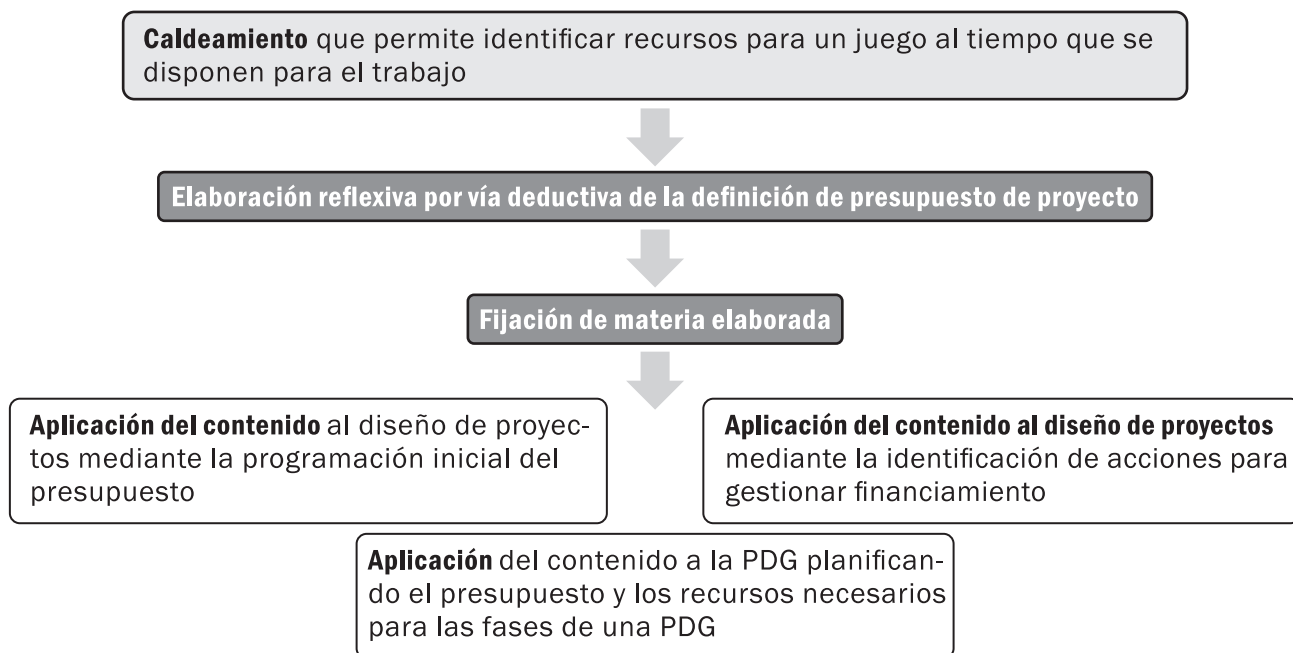 Caldeamiento que permite identificar recursos para un juego al tiempo que se
disponen para el trabajo
Elaboración reflexiva por vía deductiva de la definición de presupuesto de proyecto
Fijación de materia elaborada
Aplicación del contenido al diseño de proyec-
tos mediante la programación inicial del
presupuesto
Aplicación del contenido al diseño de proyectos
mediante la identificación de acciones para
gestionar financiamiento
Aplicación del contenido a la PDG planifican-
do el presupuesto y los recursos necesarios
para las fases de una PDG